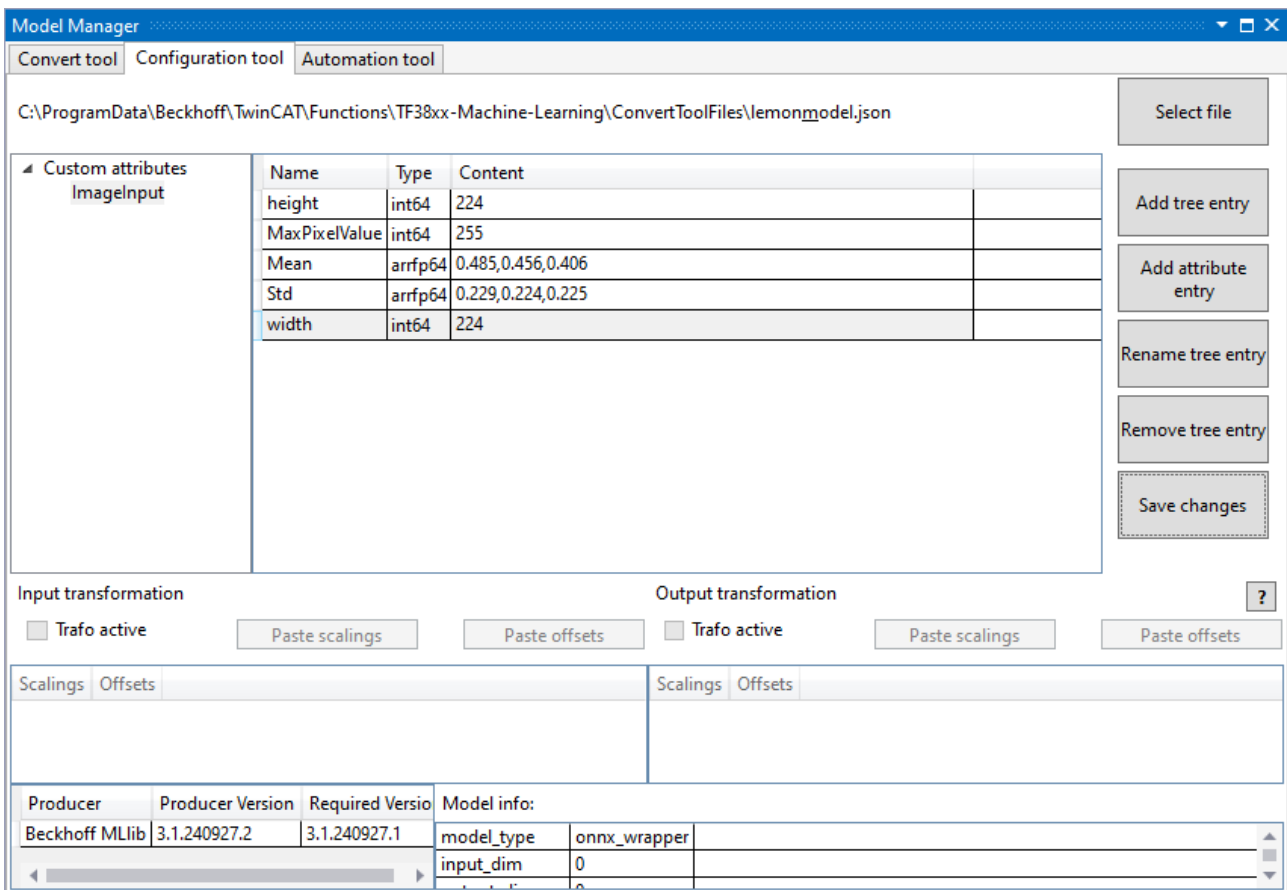 Model Manager
Convert tool Configuration tool Automation tool
C:\ProgramData\Beckhoff\TwinCAT\Functions\TF38xx-Machine-Learning\ConvertToolFiles\lemonmodel.json
Select file
Custom attributes
ImageInput
Name Type Content
height int64 224
MaxPixelValue int64 255
Mean arrfp64 0.485,0.456,0.406
Std arrfp64 0.229,0.224,0.225
width int64 224
Add tree entry
Add attribute
entry
Rename tree entry
Remove tree entry
Save changes
Input transformation
Trafo active Paste scalings Paste offsets
Scalings Offsets
Output transformation ?
Trafo active Paste scalings Paste offsets
Scalings Offsets
Producer Producer Version Required Versio
Beckhoff MLlib 3.1.240927.2 3.1.240927.1
Model info:
model_type onnx_wrapper
input_dim 0